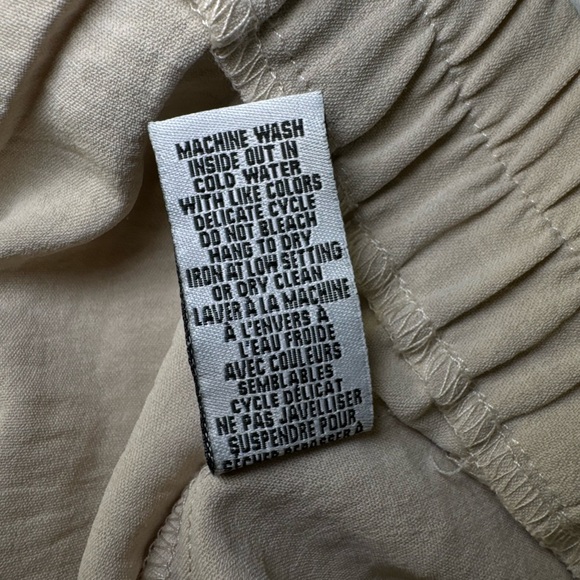 MACHINE WASH
INSIDE OUT IN
COLD WATER
WITH LIKE COLORS
DELICATE CYCLE
DO NOT BLEACH
HANG TO DRY
IRON AT LOW SETTING
OR DRY CLEAN
LAVER À LA MACHINE
À L'ENVERS À
L'EAU FROIDE
AVEC COULEURS
SEMBLABLES
CYCLE DÉLICAT
NE PAS JAVELLISER
SUSPENDRE POUR
SÉCHER REPASSER À